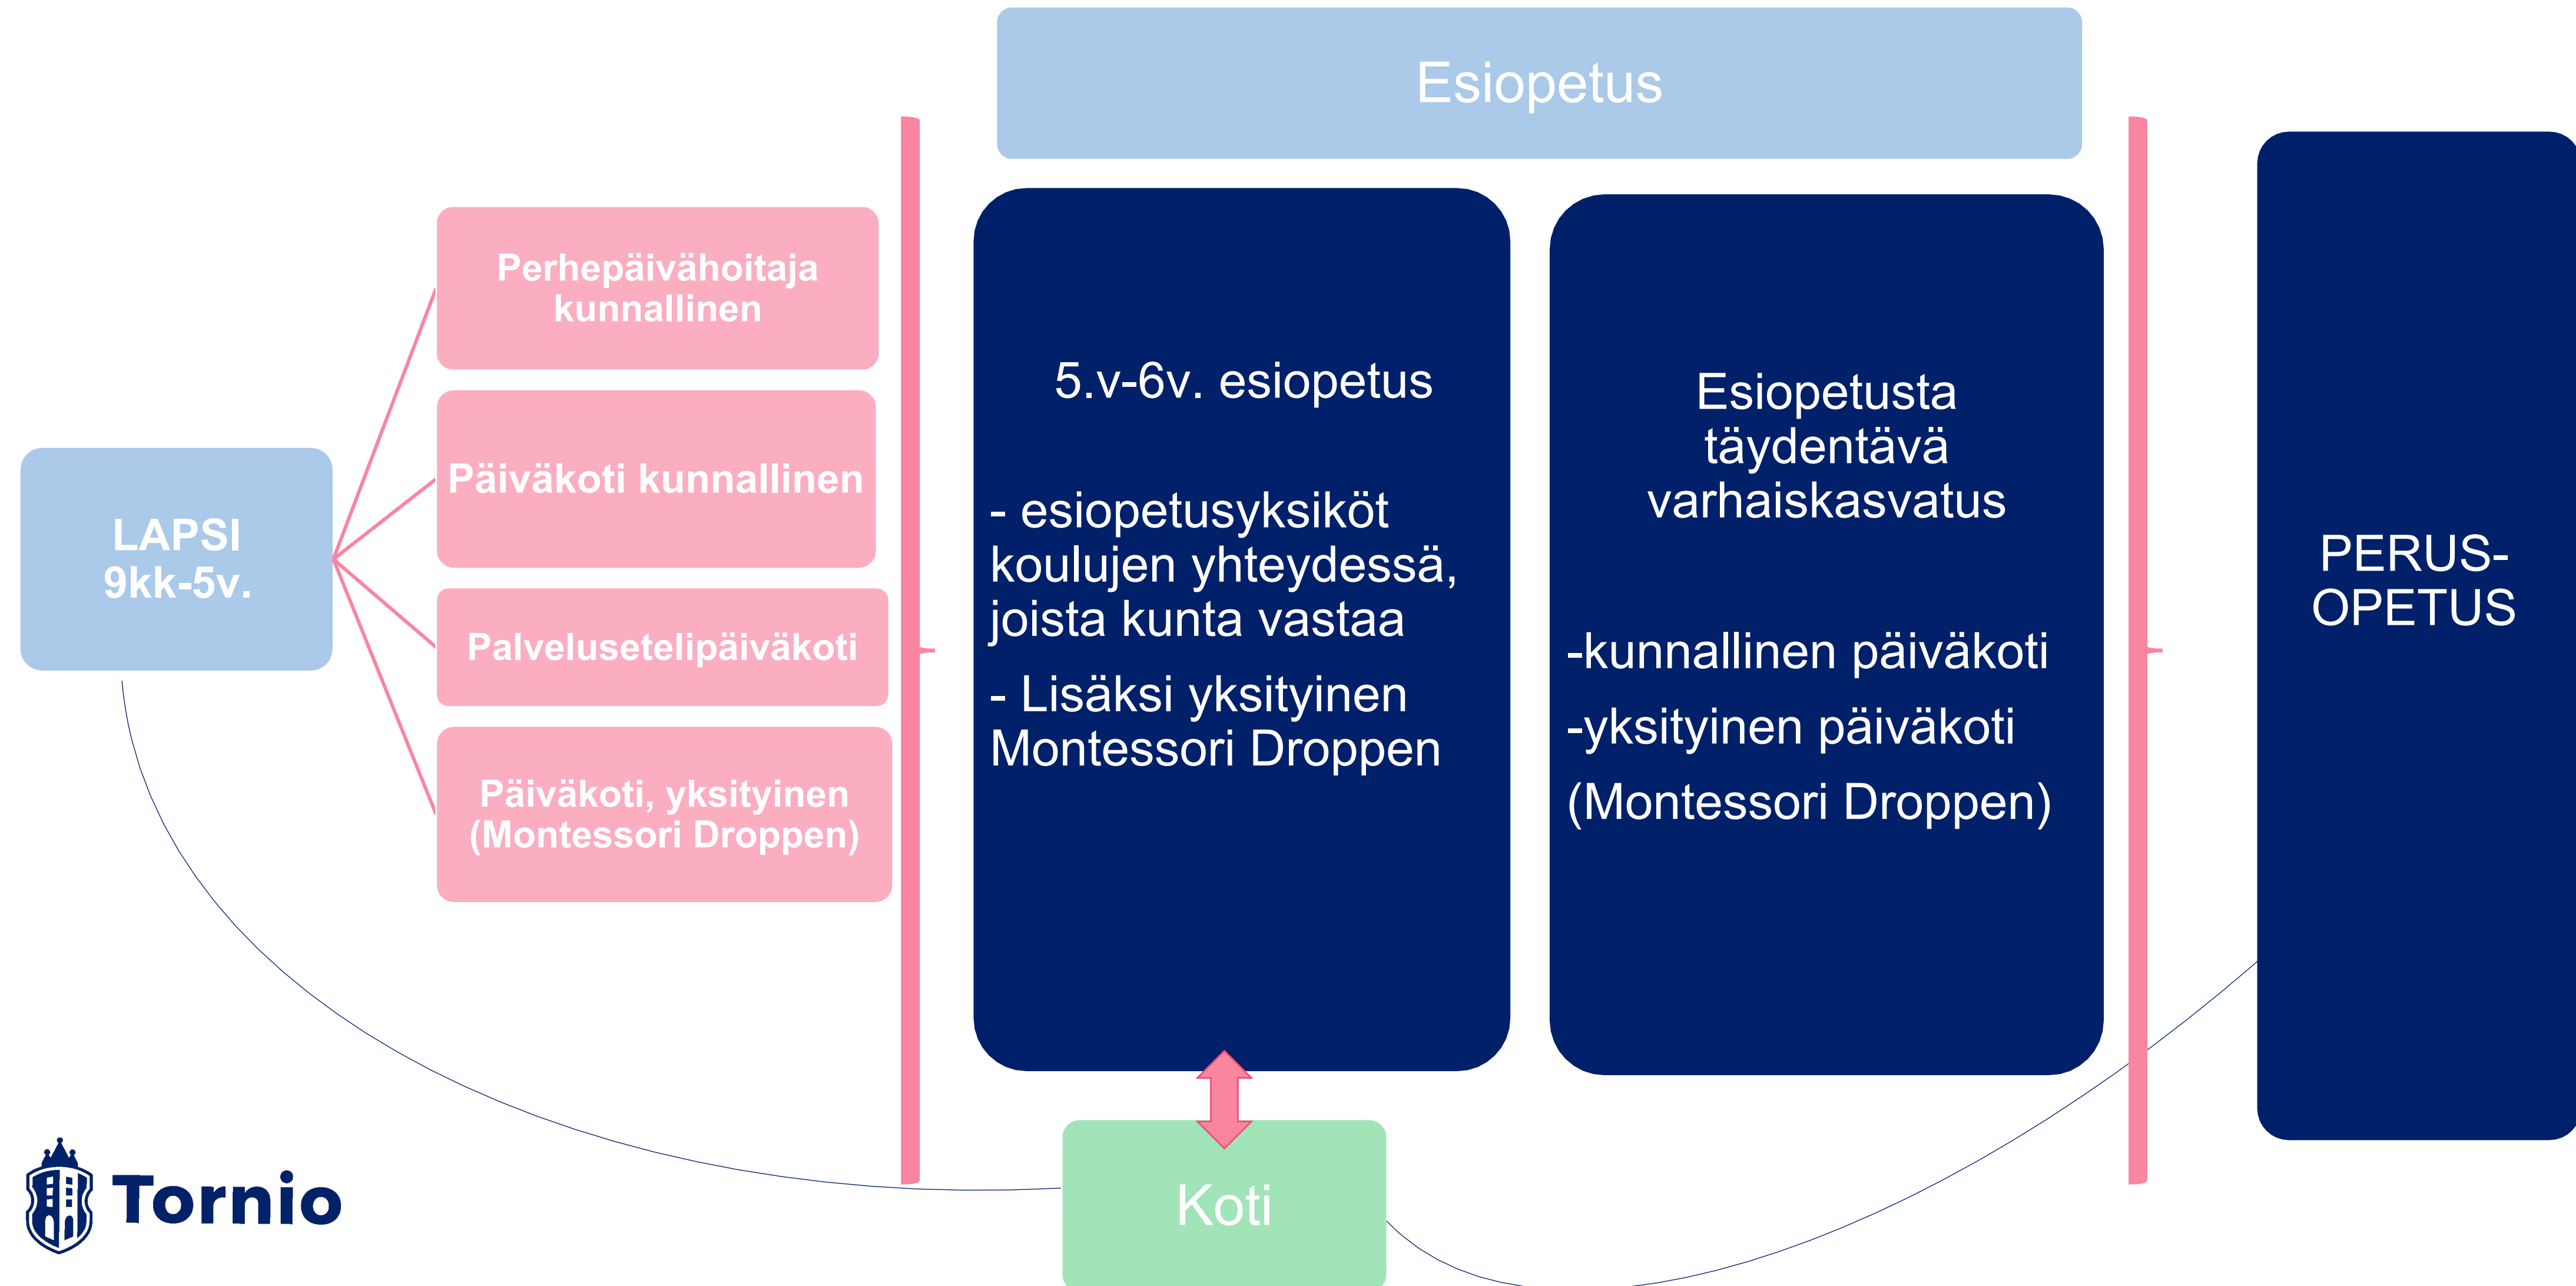 Esiopetus
LAPSI
9kk-5v.
Perhepäivähoitaja
kunnallinen
Päiväkoti kunnallinen
Palvelusetelipäiväkoti
Päiväkoti, yksityinen
(Montessori Droppen)
5.v-6v. esiopetus
- esiopetusyksiköt
koulujen yhteydessä,
joista kunta vastaa
- Lisäksi yksityinen
Montessori Droppen
Esiopetusta
täydentävä
varhaiskasvatus
-kunnallinen päiväkoti
-yksityinen päiväkoti
(Montessori Droppen)
PERUS-
OPETUS
Koti
Tornio